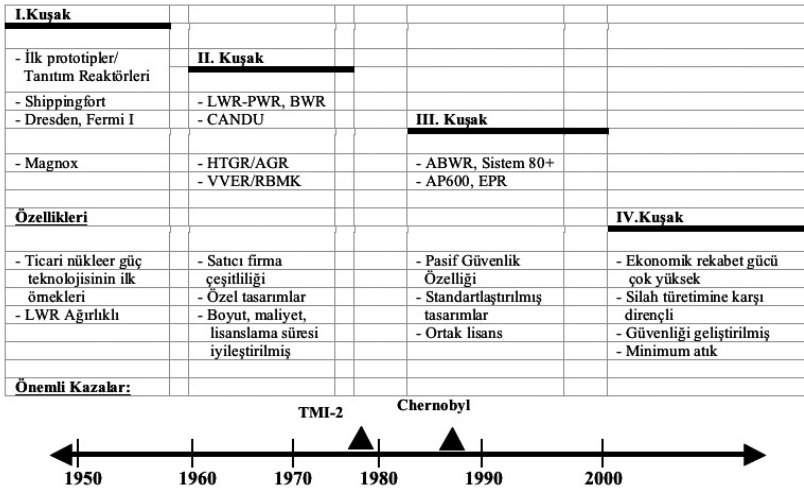 I.Kuşak
- İlk prototipler/
Tanıtım Reaktörleri
- Shippingfort
- Dresden, Fermi I
- Magnox
II. Kuşak
- LWR-PWR, BWR
- CANDU
- HTGR/AGR
- VVER/RBMK
III. Kuşak
- ABWR, Sistem 80+
- AP600, EPR
IV.Kuşak
Özellikleri
- Ticari nükleer güç
teknolojisinin ilk
örnekleri
- LWR Ağırlıklı
- Satıcı firma
çeşitliliği
- Özel tasarımlar
- Boyut, maliyet,
lisanslama süresi
iyileştirilmiş
- Pasif Güvenlik
Özelliği
- Standartlaştırılmış
tasarımlar
- Ortak lisans
- Ekonomik rekabet gücü
çok yüksek
- Silah türetimine karşı
dirençli
- Güvenliği geliştirilmiş
- Minimum atık
Önemli Kazalar:
TMI-2
Chernobyl
1950 1960 1970 1980 1990 2000